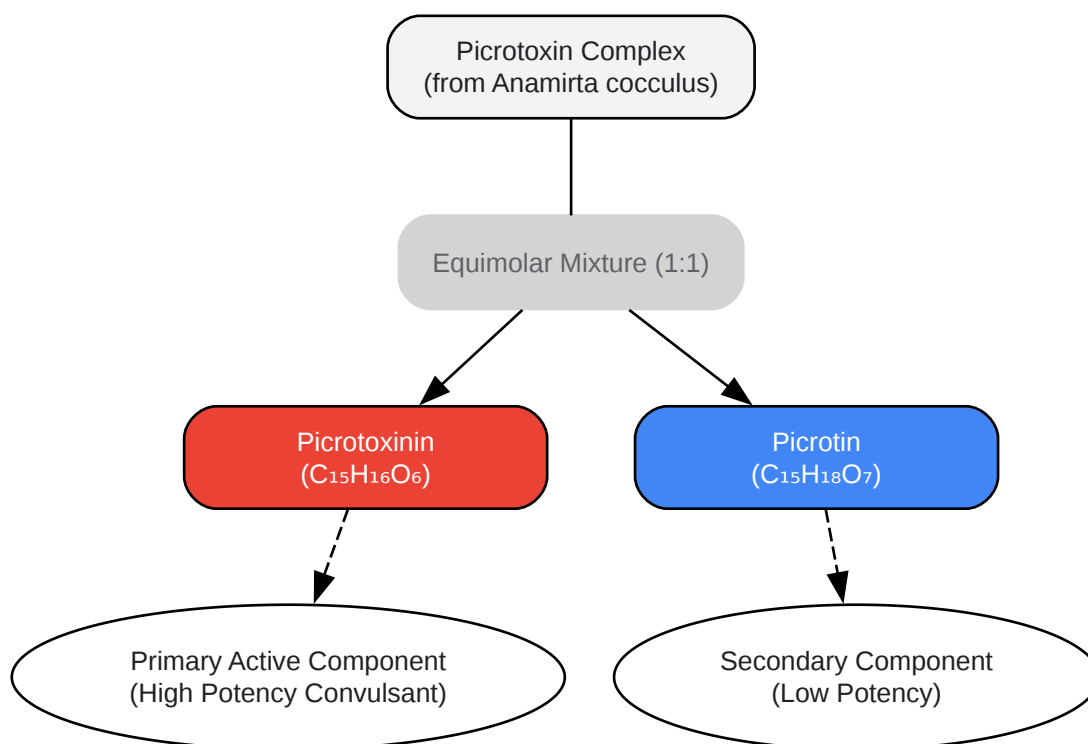 Picrotoxin Complex
(from Anamirta cocculus)
Equimolar Mixture (1:1)
Picrotoxinin
(C₁₅H₁₆O₆)
Picrotin
(C₁₅H₁₈O₇)
Primary Active Component
(High Potency Convulsant)
Secondary Component
(Low Potency)